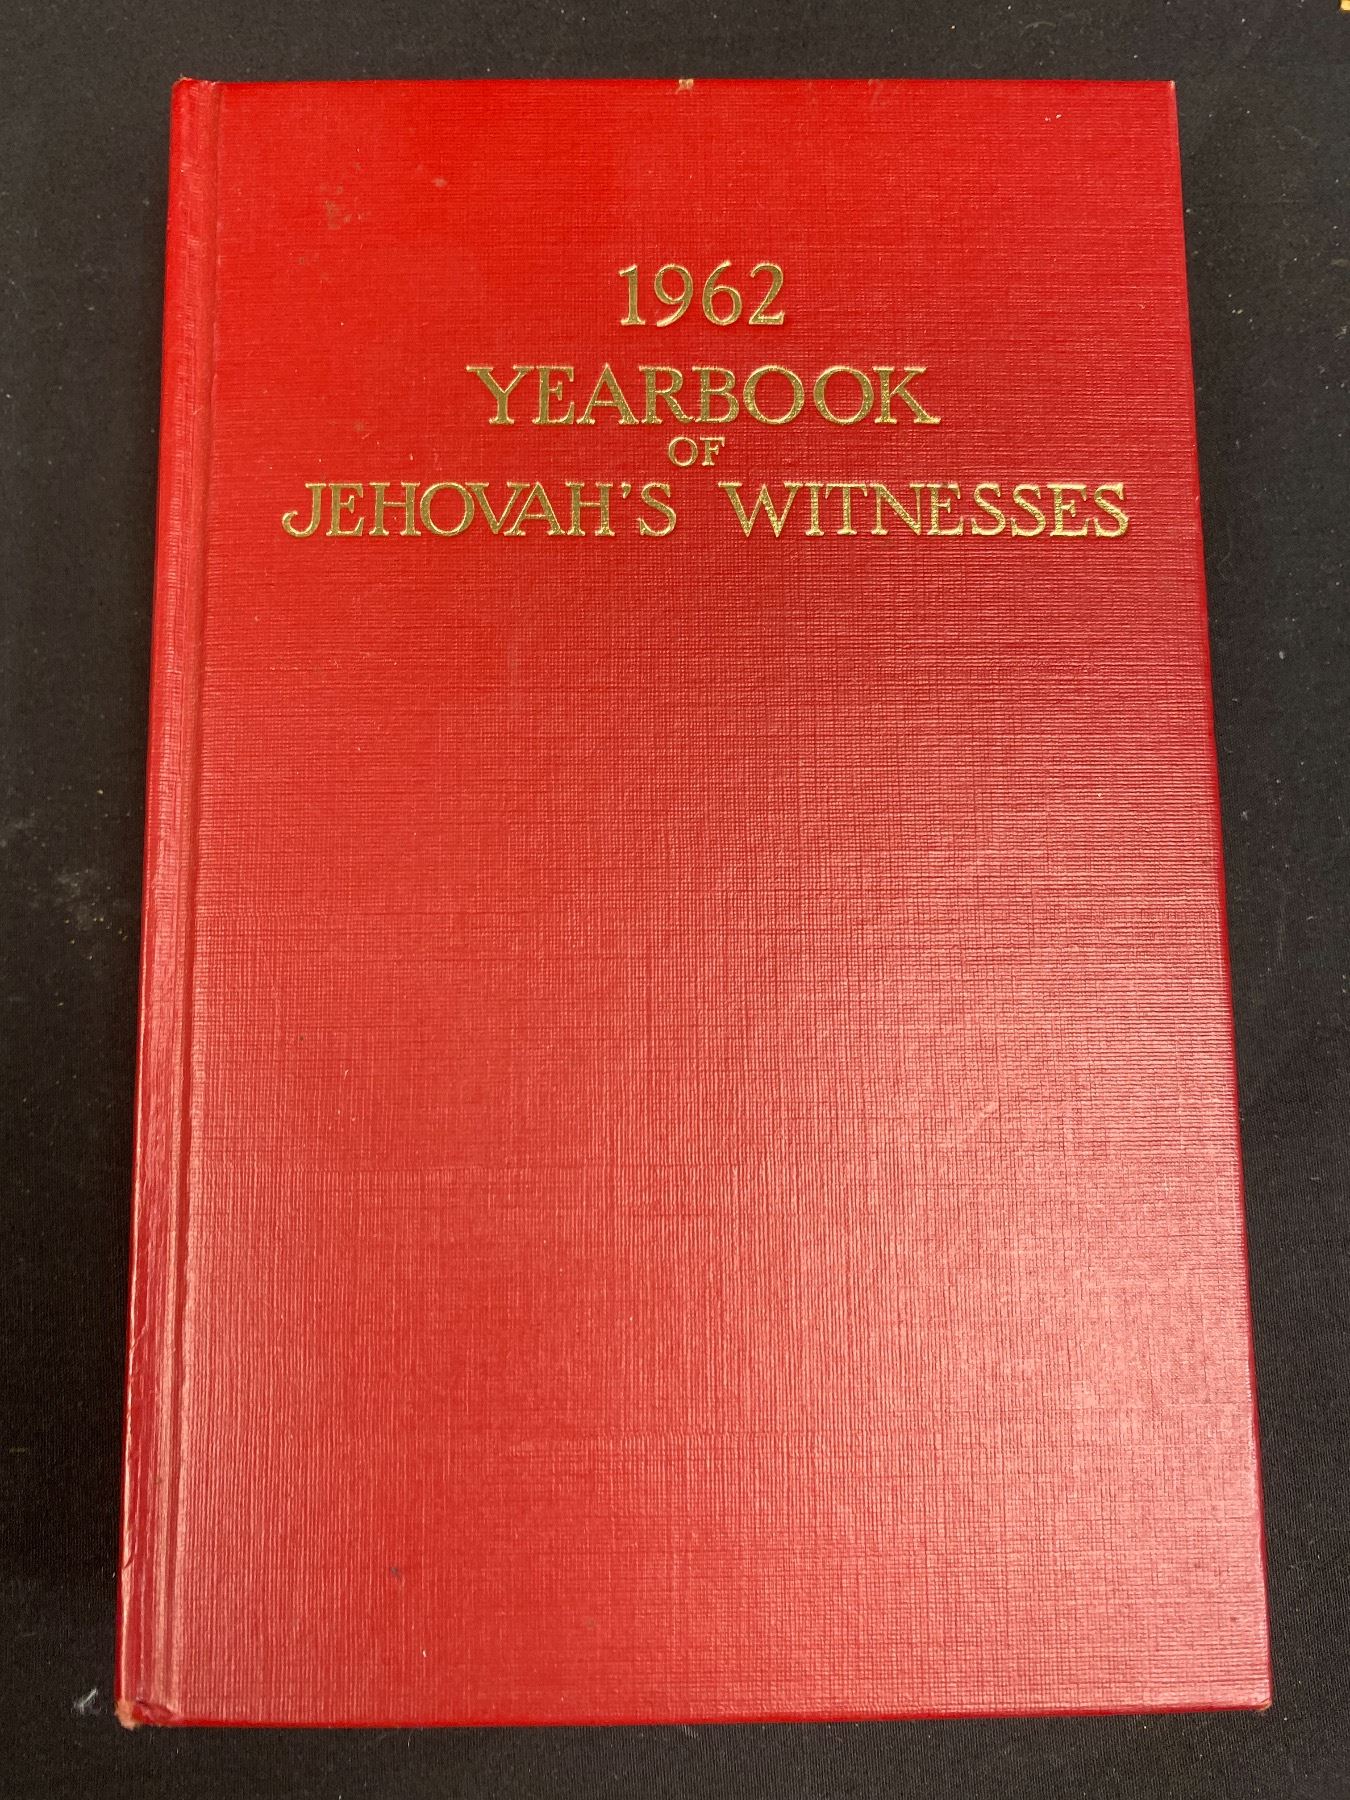 1962
YEARBOOK
OF
JEHOVAH'S WITNESSES